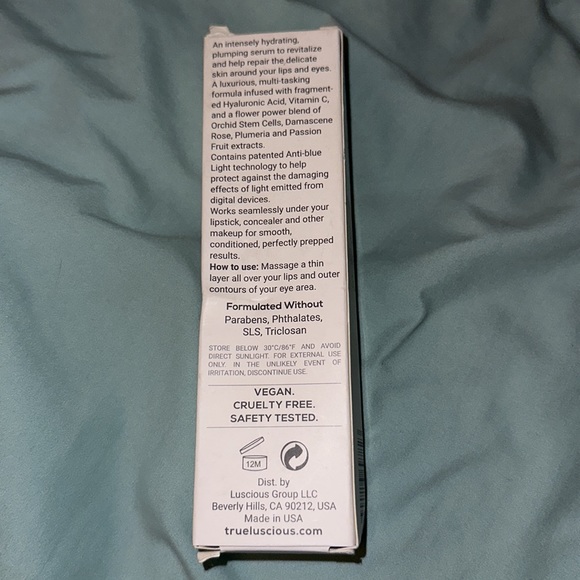 An intensely hydrating,
plumping serum to revitalize
and help repair the delicate
skin around your lips and eyes.
A luxurious, multi-tasking
formula infused with fragment-
ed Hyaluronic Acid, Vitamin C,
and a flower power blend of
Orchid Stem Cells, Damascene
Rose, Plumeria and Passion
Fruit extracts.
Contains patented Anti-blue
Light technology to help
protect against the damaging
effects of light emitted from
digital devices.
Works seamlessly under your
lipstick, concealer and other
makeup for smooth,
conditioned, perfectly prepped
results.
How to use: Massage a thin
layer all over your lips and outer
contours of your eye area.
Formulated Without
Parabens, Phthalates,
SLS, Triclosan
STORE BELOW 30°C/86°F AND AVOID
DIRECT SUNLIGHT. FOR EXTERNAL USE
ONLY. IN THE UNLIKELY EVENT OF
IRRITATION, DISCONTINUE USE.
VEGAN.
CRUELTY FREE.
SAFETY TESTED.
12M
Dist. by
Luscious Group LLC
Beverly Hills, CA 90212, USA
Made in USA
trueluscious.com